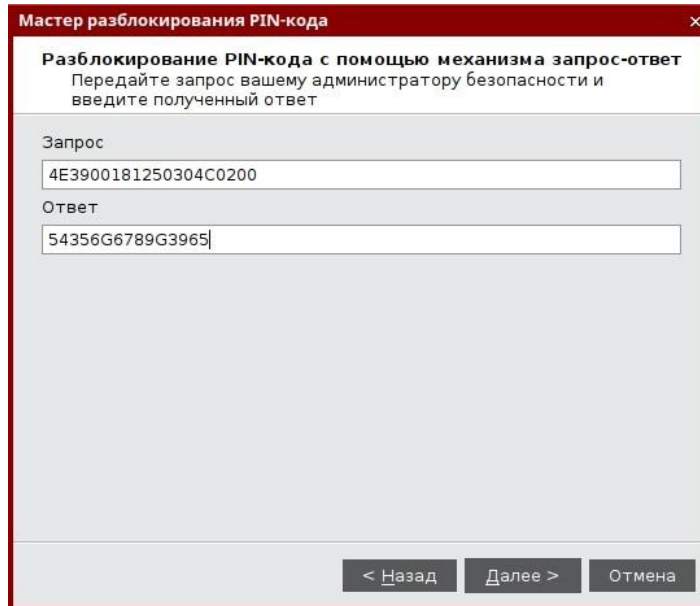 Мастер разблокирования PIN-кода
Разблокирование PIN-кода с помощью механизма запрос-ответ
Передайте запрос вашему администратору безопасности и
введите полученный ответ
Запрос
4E3900181250304C0200
Ответ
54356G6789G3965
< Назад Далее > Отмена